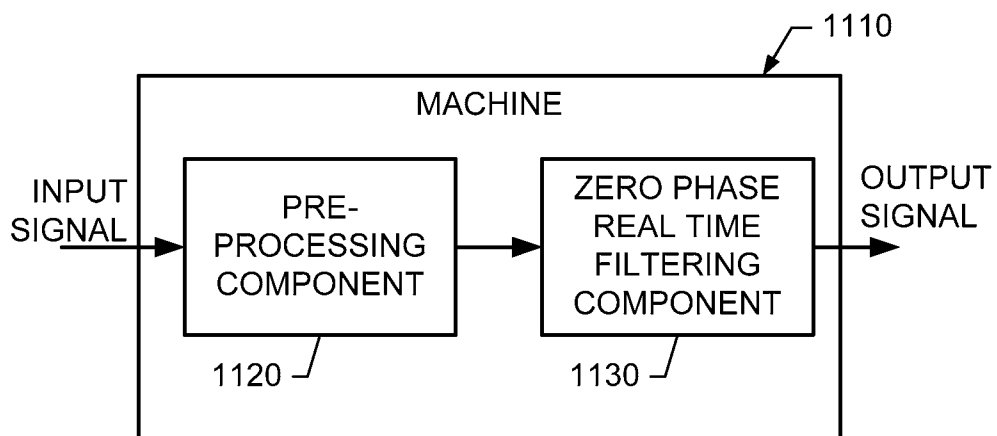 1110
MACHINE
INPUT
SIGNAL
PRE-
PROCESSING
COMPONENT
ZERO PHASE
REAL TIME
FILTERING
COMPONENT
OUTPUT
SIGNAL
1120
1130